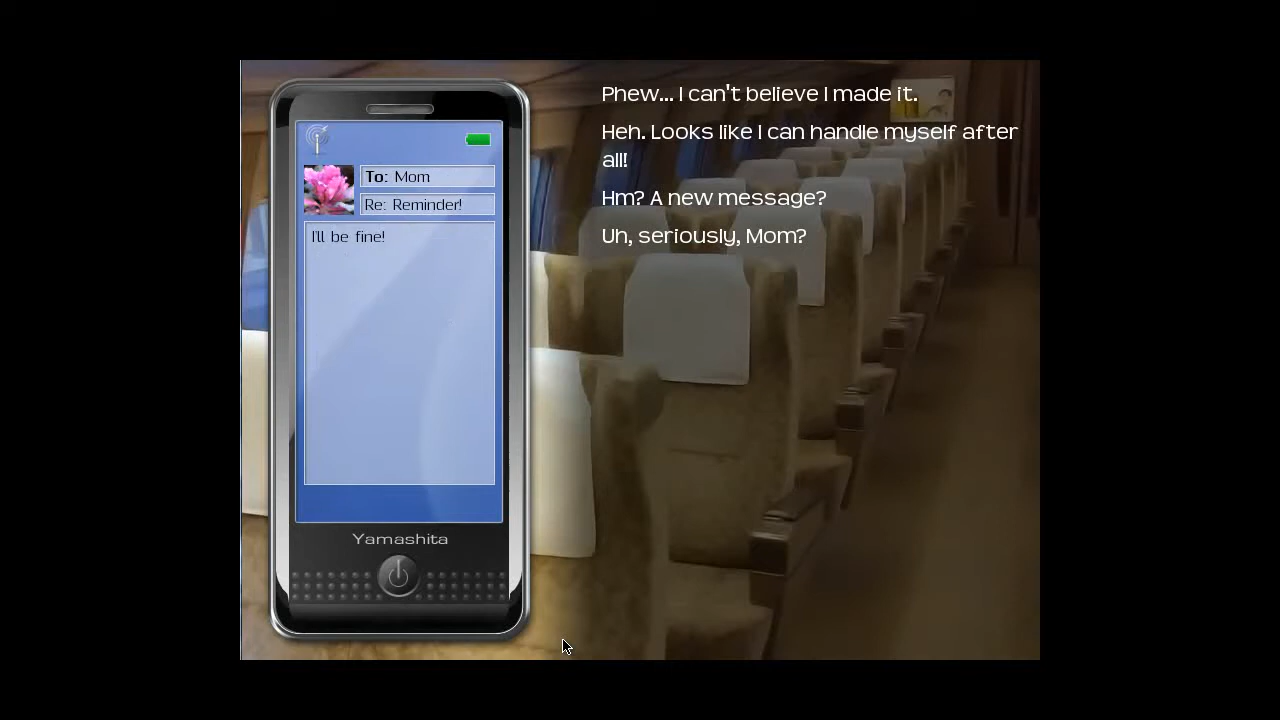 To: Mom
Re: Reminder!
I'll be fine!
Yamashita
Phew... I can't believe I made it.
Heh. Looks like I can handle myself after
all!
Hm? A new message?
Uh, seriously, Mom?